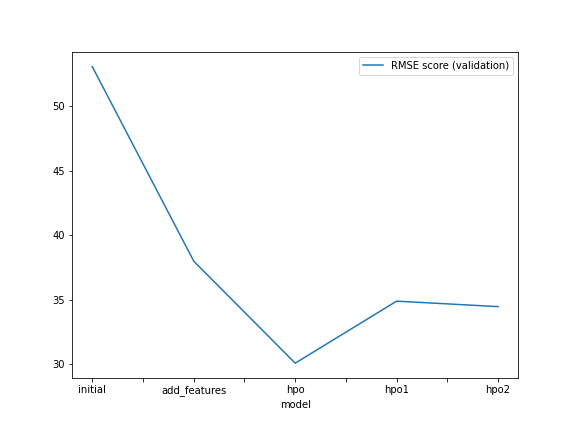 RMSE score (validation)
50
45
40
35
30
initial add_features hpo hpo1 hpo2
model